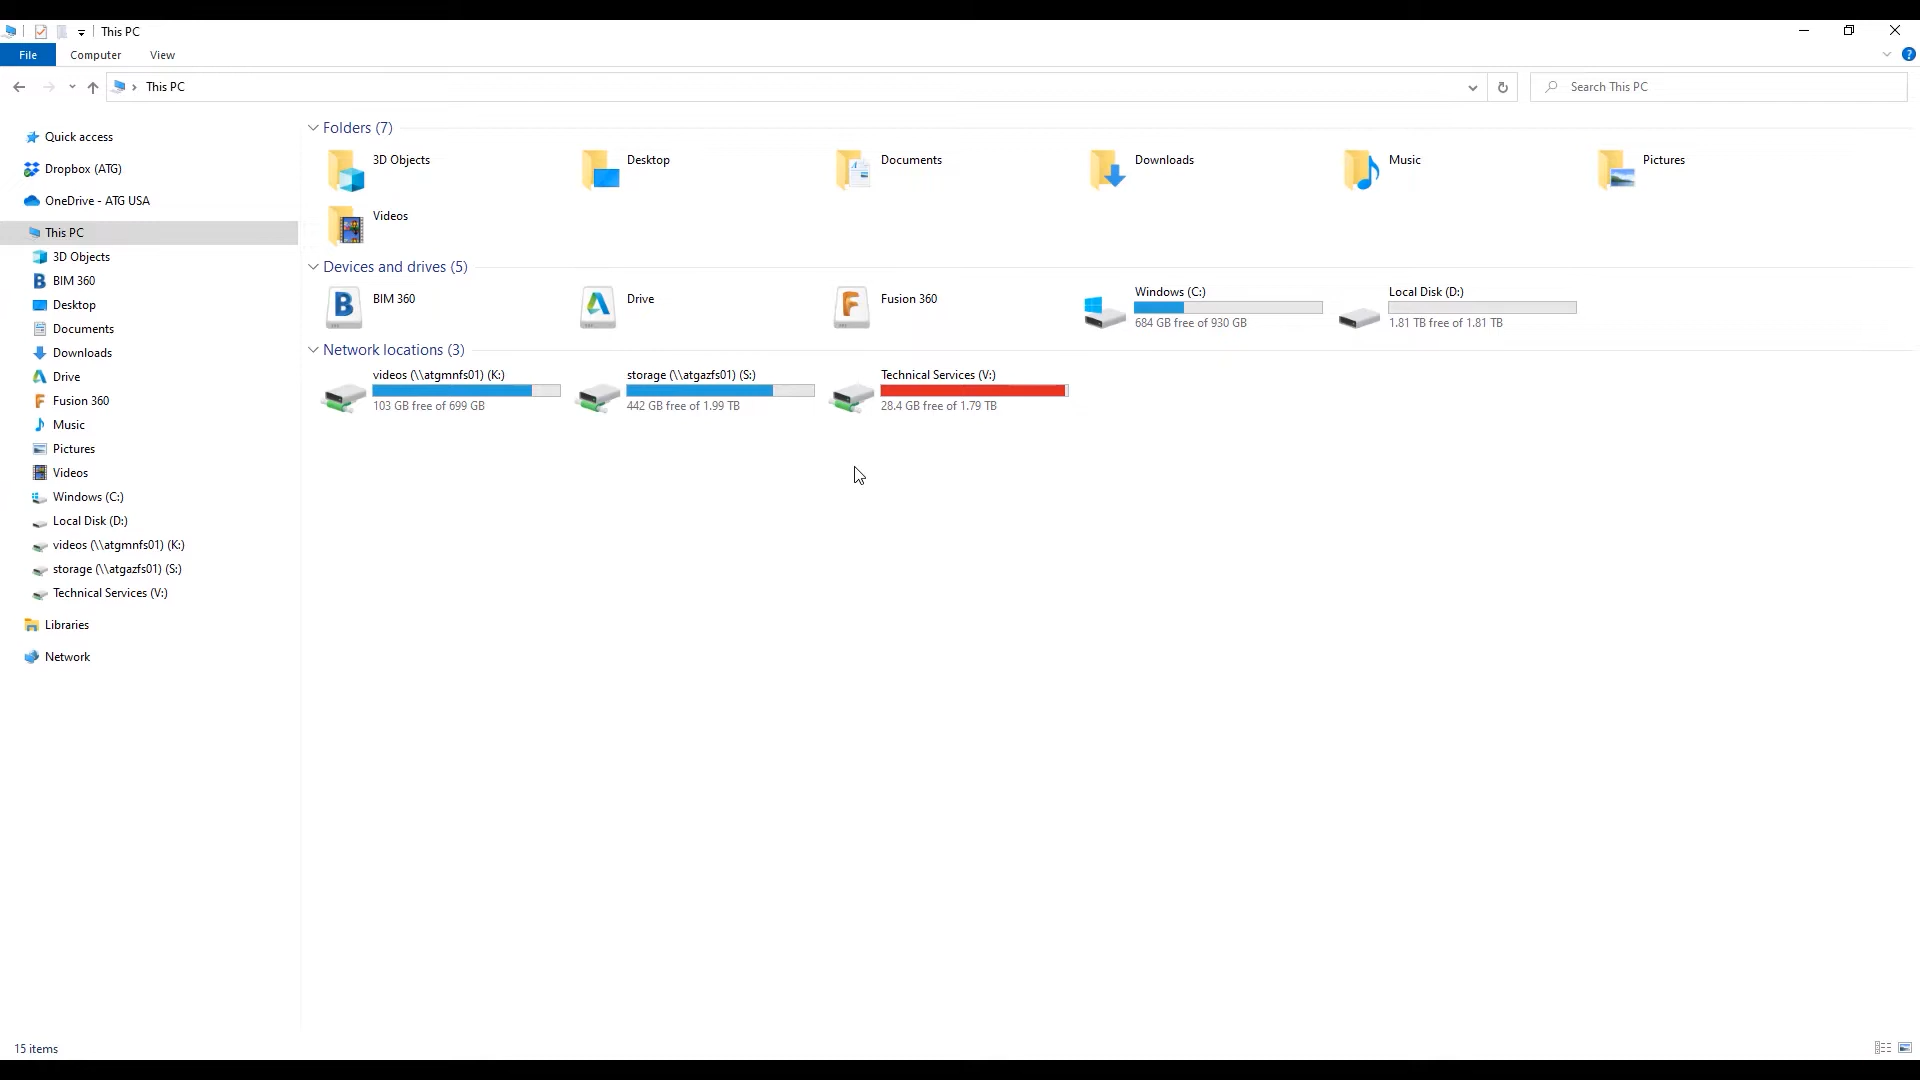 This PC
File Computer View
This PC
Search This PC
Quick access
Dropbox (ATG)
OneDrive - ATG USA
This PC
3D Objects
BIM 360
Desktop
Documents
Downloads
Drive
Fusion 360
Music
Pictures
Videos
Windows (C:)
Local Disk (D:)
videos (\\atgmnfs01) (K:)
storage (\\atgazfs01) (S:)
Technical Services (V:)
Libraries
Network
Folders (7)
3D Objects Desktop Documents Downloads Music Pictures
Videos
Devices and drives (5)
BIM 360 Drive Fusion 360 Windows (C:) Local Disk (D:)
684 GB free of 930 GB 1.81 TB free of 1.81 TB
Network locations (3)
videos (\\atgmnfs01) (K:) storage (\\atgazfs01) (S:) Technical Services (V:)
103 GB free of 699 GB 442 GB free of 1.99 TB 28.4 GB free of 1.79 TB
15 items